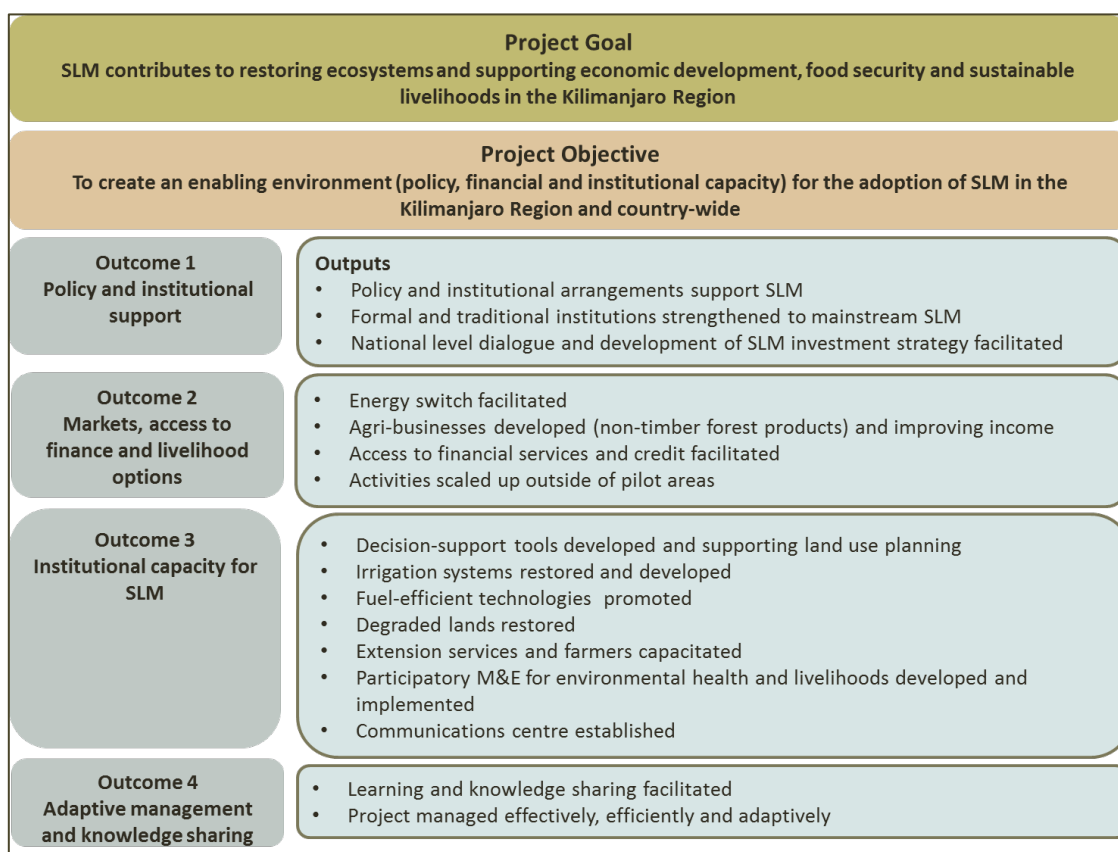 Project Goal
SLM contributes to restoring ecosystems and supporting economic development, food security and sustainable
livelihoods in the Kilimanjaro Region
Project Objective
To create an enabling environment (policy, financial and institutional capacity) for the adoption of SLM in the
Kilimanjaro Region and country-wide
Outcome 1
Policy and institutional
support
Outputs
• Policy and institutional arrangements support SLM
• Formal and traditional institutions strengthened to mainstream SLM
• National level dialogue and development of SLM investment strategy facilitated
Outcome 2
Markets, access to
finance and livelihood
options
• Energy switch facilitated
• Agri-businesses developed (non-timber forest products) and improving income
• Access to financial services and credit facilitated
• Activities scaled up outside of pilot areas
Outcome 3
Institutional capacity for
SLM
• Decision-support tools developed and supporting land use planning
• Irrigation systems restored and developed
• Fuel-efficient technologies promoted
• Degraded lands restored
• Extension services and farmers capacitated
• Participatory M&E for environmental health and livelihoods developed and
implemented
• Communications centre established
Outcome 4
Adaptive management
and knowledge sharing
• Learning and knowledge sharing facilitated
• Project managed effectively, efficiently and adaptively